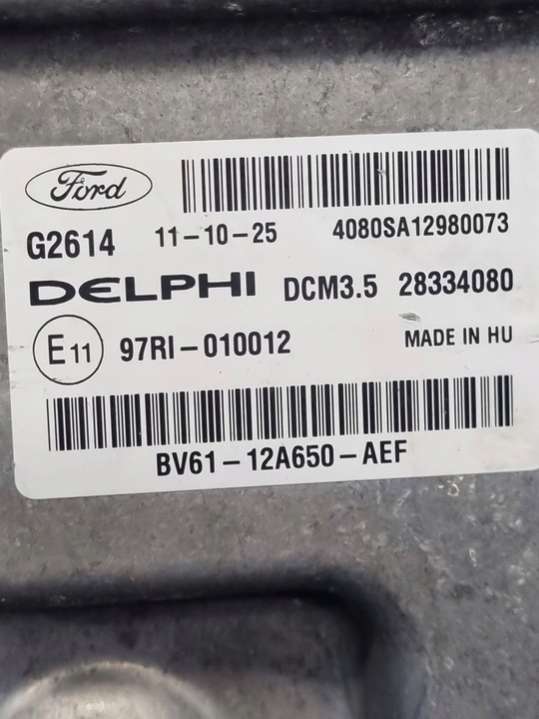 Ford
G2614 11-10-25 4080SA12980073
DELPHI DCM3.5 28334080
E11 97RI-010012 MADE IN HU
BV61-12A650-AEF